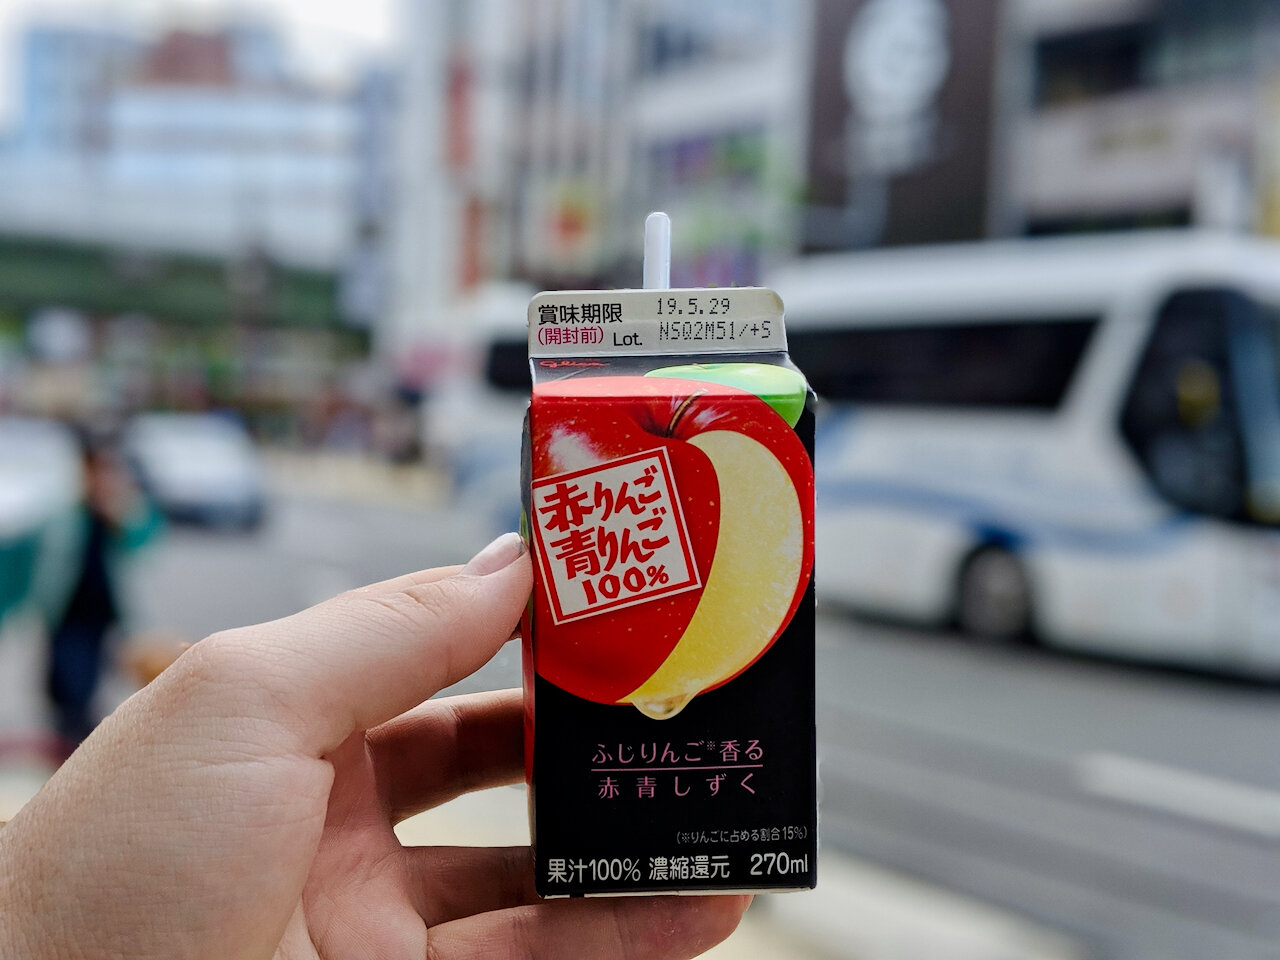 賞味期限 19.5.29
(開封前) Lot. NSQ2M51/+S
glico
赤りんご
青りんご
100%
ふじりんご※香る
赤青しずく
(※りんごに占める割合15%)
果汁100% 濃縮還元 270ml